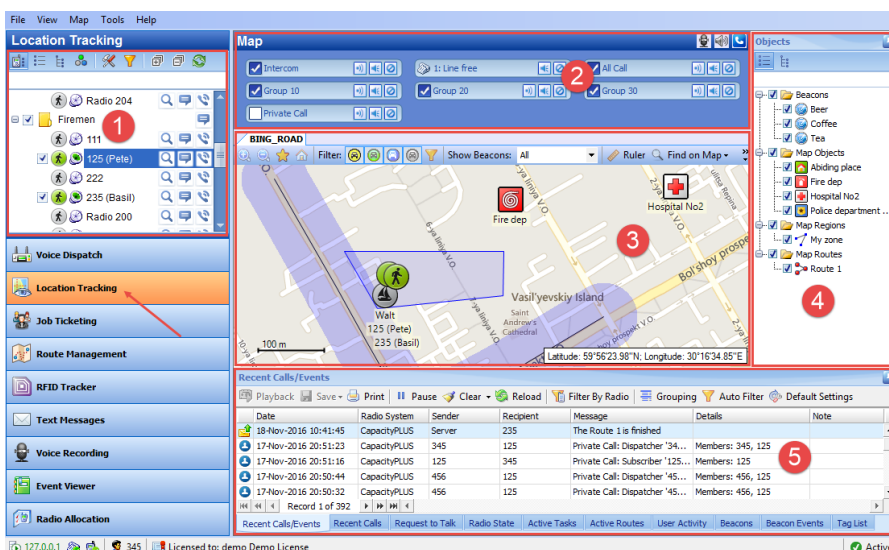 File View Map Tools Help
Location Tracking
Radio 204
Firemen
1
111
125 (Pete)
222
235 (Basil)
Radio 200
Voice Dispatch
Location Tracking
Job Ticketing
Route Management
RFID Tracker
Text Messages
Voice Recording
Event Viewer
Radio Allocation
Map
Intercom
1: Line free
2
All Call
Group 10
Group 20
Group 30
Private Call
BING_ROAD
Filter:
Show Beacons: All
Ruler
Find on Map
Fire dep
Hospital No2
6-ya liniya V.O.
3
Bol'shoy prospe
Vasil'yevskiy Island
Saint
Andrew's
Cathedral
Walt
125 (Pete)
235 (Basil)
100 m
Latitude: 59°56'23.98"N; Longitude: 30°16'34.85"E
Objects
Beacons
Beer
Coffee
Tea
Map Objects
Abiding place
Fire dep
Hospital No2
Police department ...
Map Regions
My zone
Map Routes
Route 1
4
Recent Calls/Events
Playback Save Print Pause Clear Reload Filter By Radio Grouping Auto Filter Default Settings
Date Radio System Sender Recipient Message Details Note
18-Nov-2016 10:41:45 CapacityPLUS Server 235 The Route 1 is finished
17-Nov-2016 20:51:23 CapacityPLUS 345 125 Private Call: Dispatcher '34... Members: 345, 125
17-Nov-2016 20:51:16 CapacityPLUS 125 345 Private Call: Subscriber '125... Members: 125
17-Nov-2016 20:50:44 CapacityPLUS 456 125 Private Call: Dispatcher '45... Members: 456, 125
17-Nov-2016 20:50:32 CapacityPLUS 456 125 Private Call: Dispatcher '45... Members: 456, 125
5
Record 1 of 392
Recent Calls/Events Recent Calls Request to Talk Radio State Active Tasks Active Routes User Activity Beacons Beacon Events Tag List
127.0.0.1 345 Licensed to: demo Demo License Active